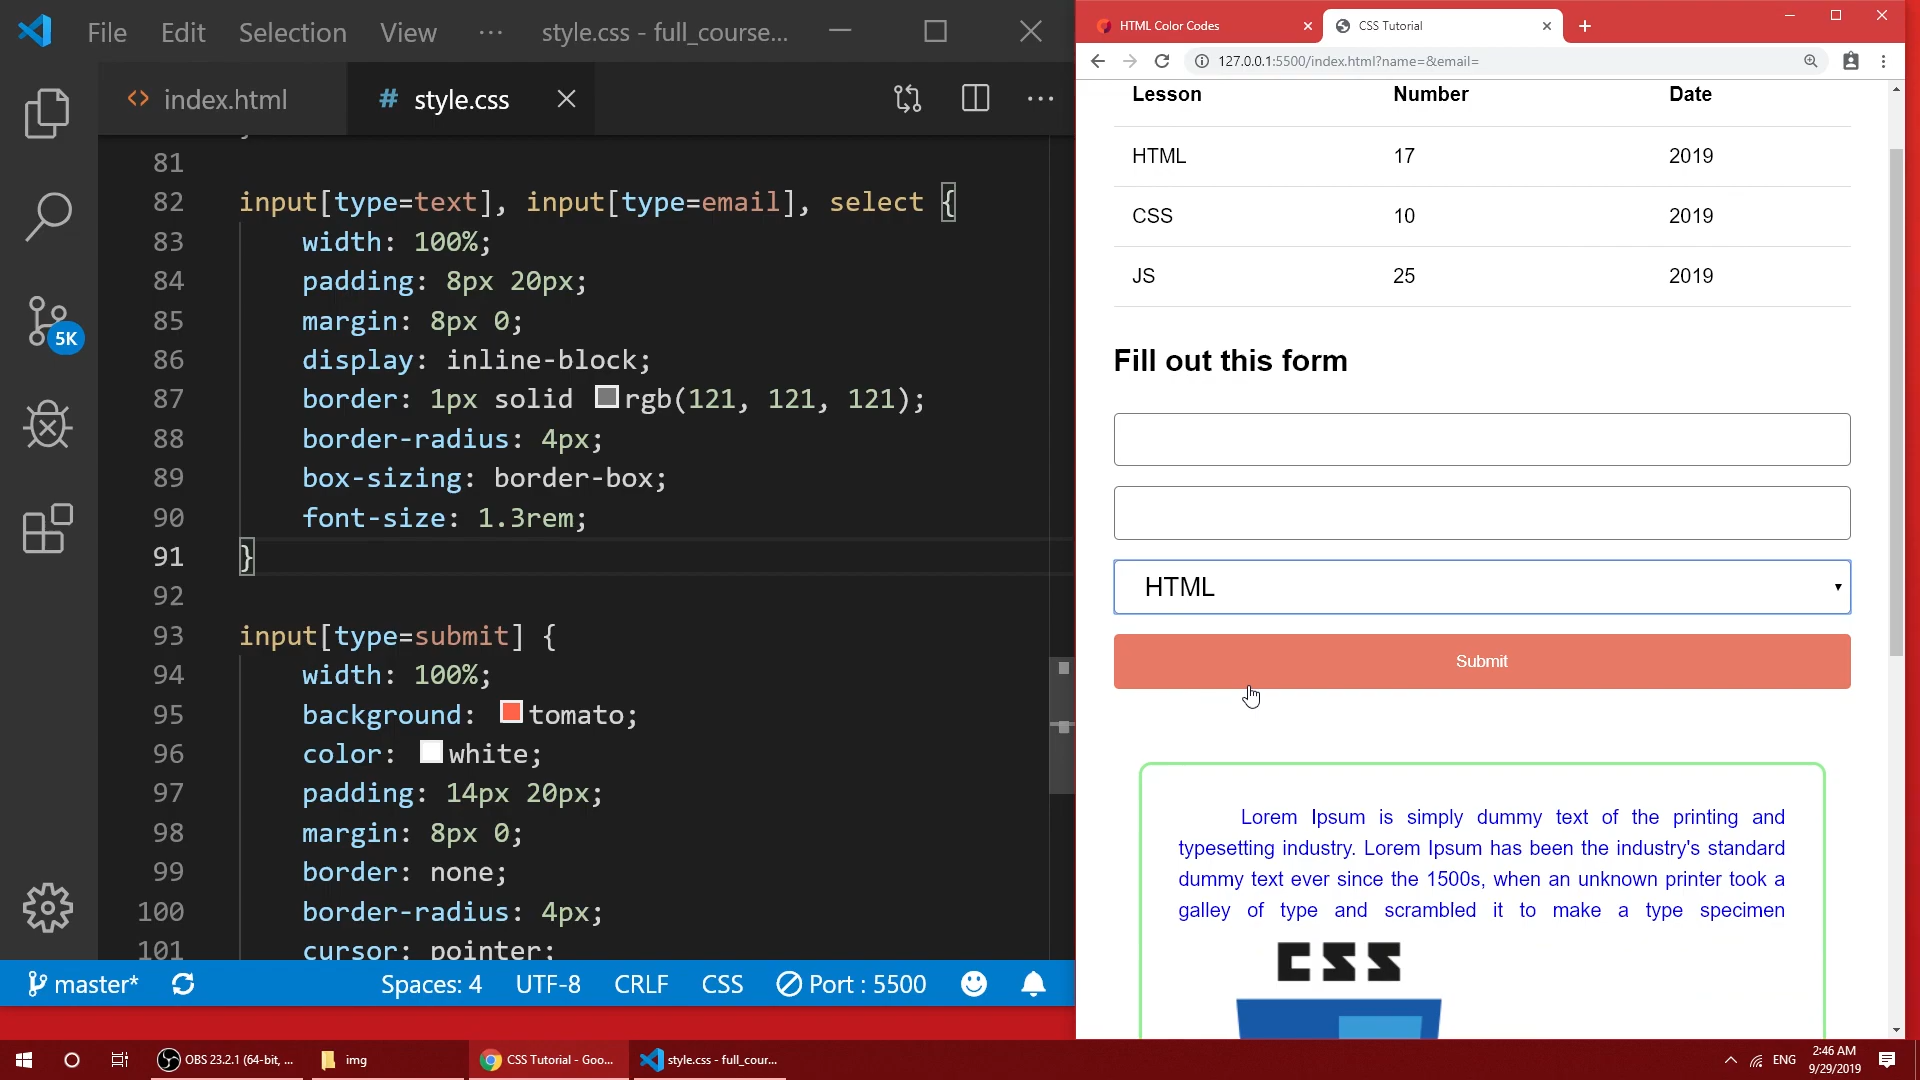 File Edit Selection View ··· style.css - full_course...
index.html
# style.css
81
82 input[type=text], input[type=email], select {
83 width: 100%;
84 padding: 8px 20px;
85 margin: 8px 0;
86 display: inline-block;
87 border: 1px solid rgb(121, 121, 121);
88 border-radius: 4px;
89 box-sizing: border-box;
90 font-size: 1.3rem;
91 }
92
93 input[type=submit] {
94 width: 100%;
95 background: tomato;
96 color: white;
97 padding: 14px 20px;
98 margin: 8px 0;
99 border: none;
100 border-radius: 4px;
101 cursor: pointer;
5K
master* Spaces: 4 UTF-8 CRLF CSS Port : 5500
HTML Color Codes CSS Tutorial
127.0.0.1:5500/index.html?name=&email=
Lesson Number Date
HTML 17 2019
CSS 10 2019
JS 25 2019
Fill out this form
HTML
Submit
Lorem Ipsum is simply dummy text of the printing and
typesetting industry. Lorem Ipsum has been the industry's standard
dummy text ever since the 1500s, when an unknown printer took a
galley of type and scrambled it to make a type specimen
CSS
OBS 23.2.1 (64-bit, ... img CSS Tutorial - Goo... style.css - full_cour... ENG 2:46 AM
9/29/2019